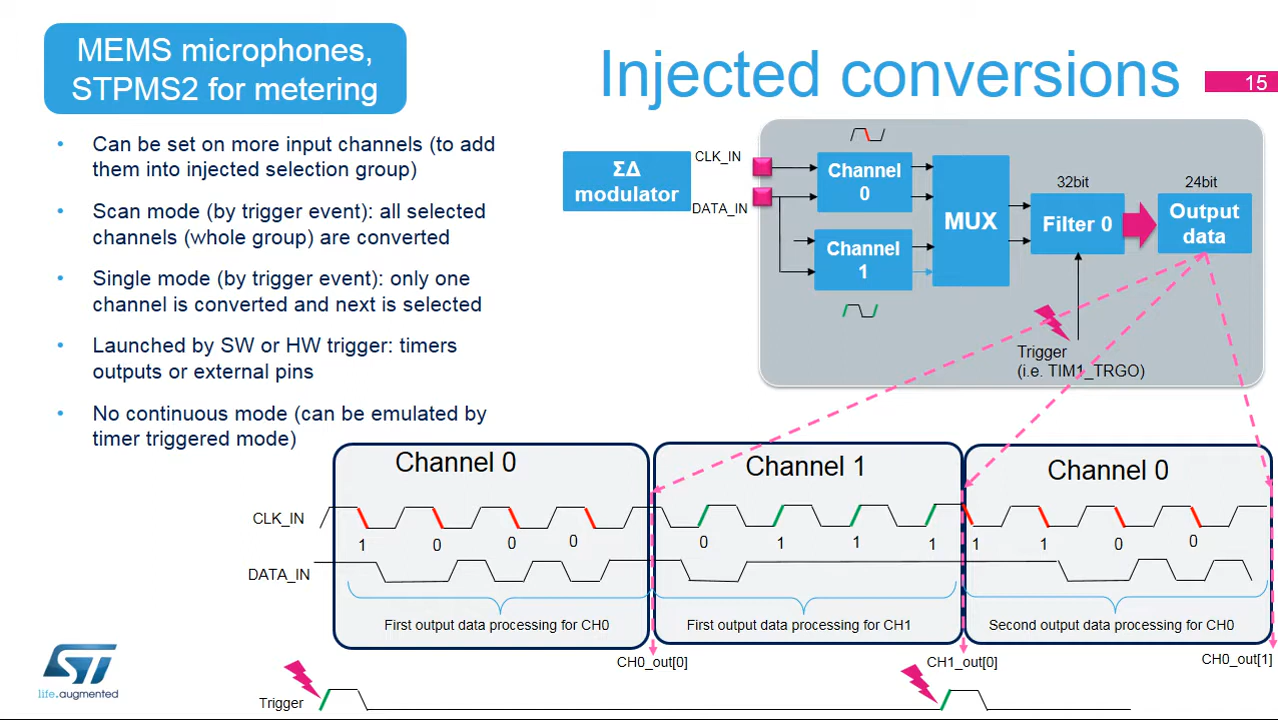 MEMS microphones,
STPMS2 for metering
Injected conversions
15
• Can be set on more input channels (to add
them into injected selection group)
• Scan mode (by trigger event): all selected
channels (whole group) are converted
• Single mode (by trigger event): only one
channel is converted and next is selected
• Launched by SW or HW trigger: timers
outputs or external pins
• No continuous mode (can be emulated by
timer triggered mode)
ΣΔ
modulator
CLK_IN
DATA_IN
Channel
0
Channel
1
MUX
32bit
Filter 0
24bit
Output
data
Trigger
(i.e. TIM1_TRGO)
Channel 0
Channel 1
Channel 0
CLK_IN
1 0 0 0 0 1 1 1 1 1 0 0
DATA_IN
First output data processing for CH0
First output data processing for CH1
Second output data processing for CH0
CH0_out[0]
CH1_out[0]
CH0_out[1]
Trigger
ST
life.augmented